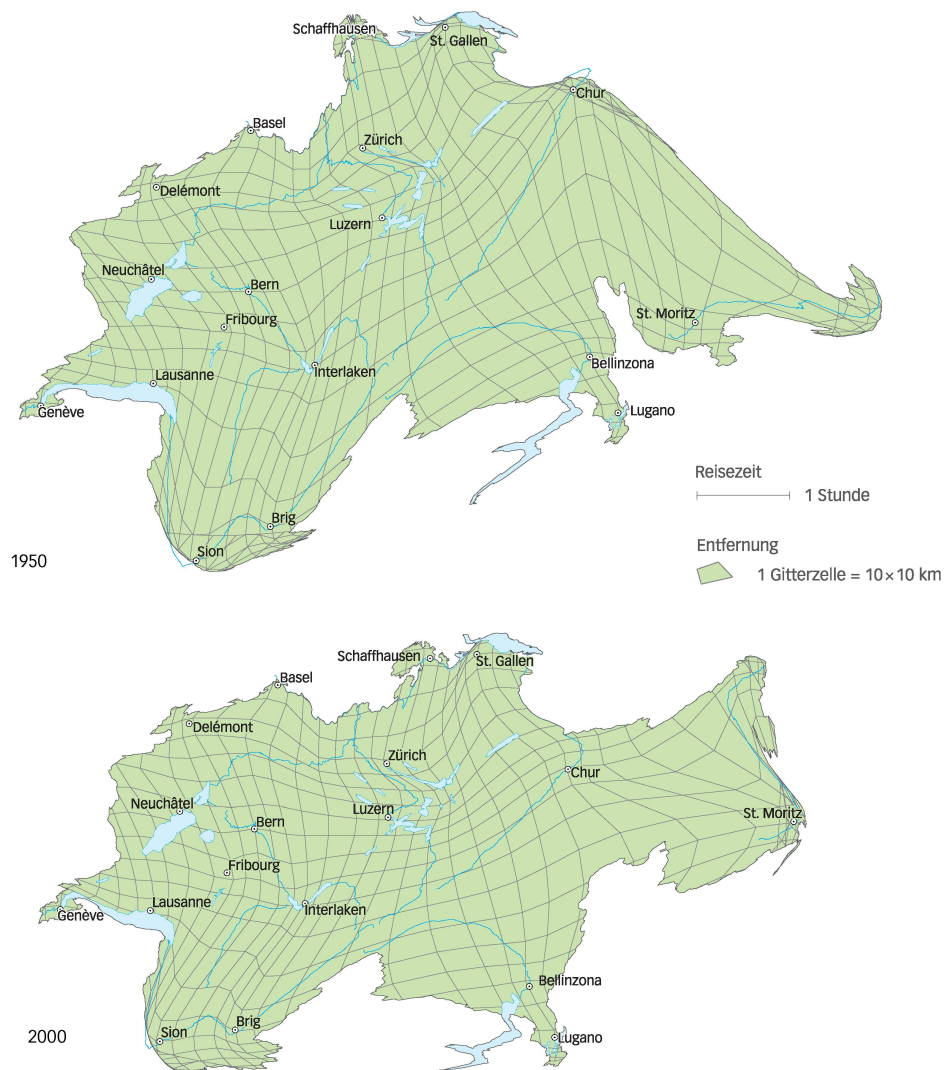 Schaffhausen
St. Gallen
Chur
Basel
Zürich
Delémont
Luzern
Neuchâtel
Bern
St. Moritz
Fribourg
Bellinzona
Interlaken
Lausanne
Genève
Lugano
Reisezeit
1 Stunde
Brig
Entfernung
Sion
1950
1 Gitterzelle = 10×10 km
Schaffhausen
St. Gallen
Basel
Delémont
Zürich
Chur
Neuchâtel
Luzern
St. Moritz
Bern
Fribourg
Lausanne
Interlaken
Genève
Bellinzona
Brig
Sion
2000
Lugano